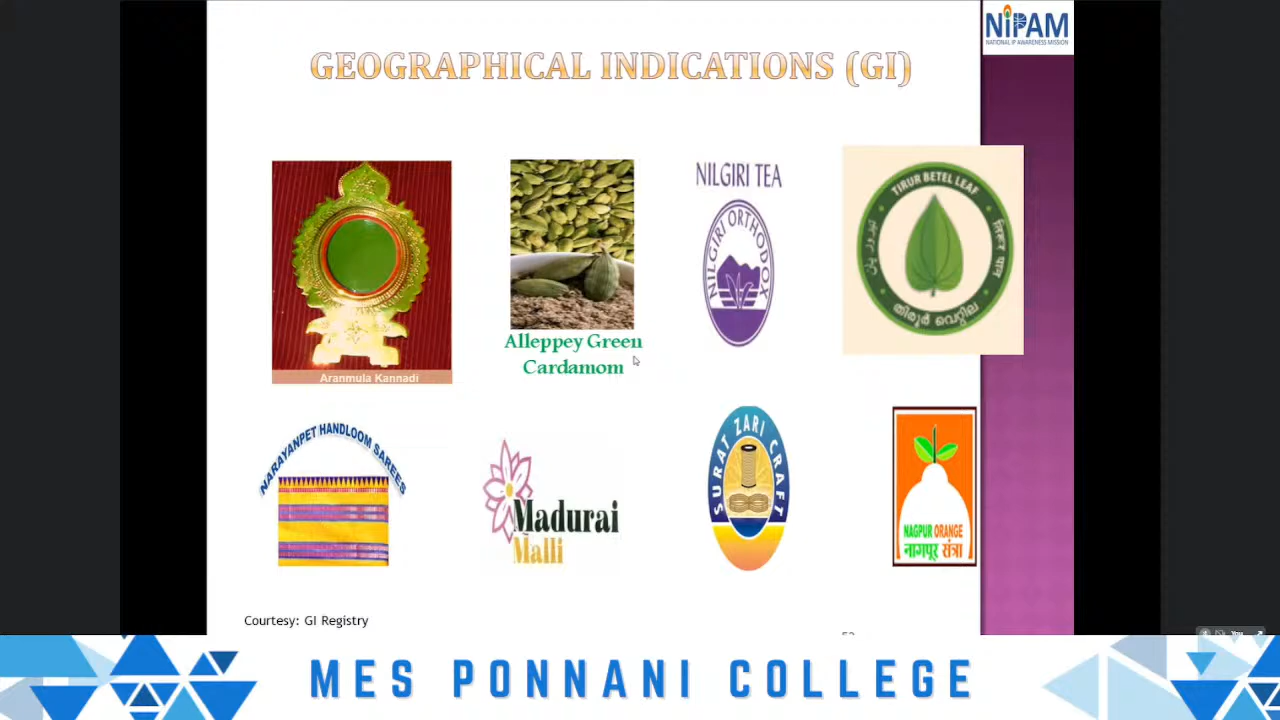 NiPAM
NATIONAL IP AWARENESS MISSION
GEOGRAPHICAL INDICATIONS (GI)
Aranmula Kannadi
Alleppey Green
Cardamom
NILGIRI TEA
NILGIRI ORTHODOX
TIRUR BETEL LEAF
तिरूर पान
തിരൂർ വെറ്റില
NARAYANPET HANDLOOM SAREES
Madurai
Malli
SURAT ZARI CRAFT
NAGPUR ORANGE
नागपूर संत्रा
Courtesy: GI Registry
You
MES PONNANI COLLEGE